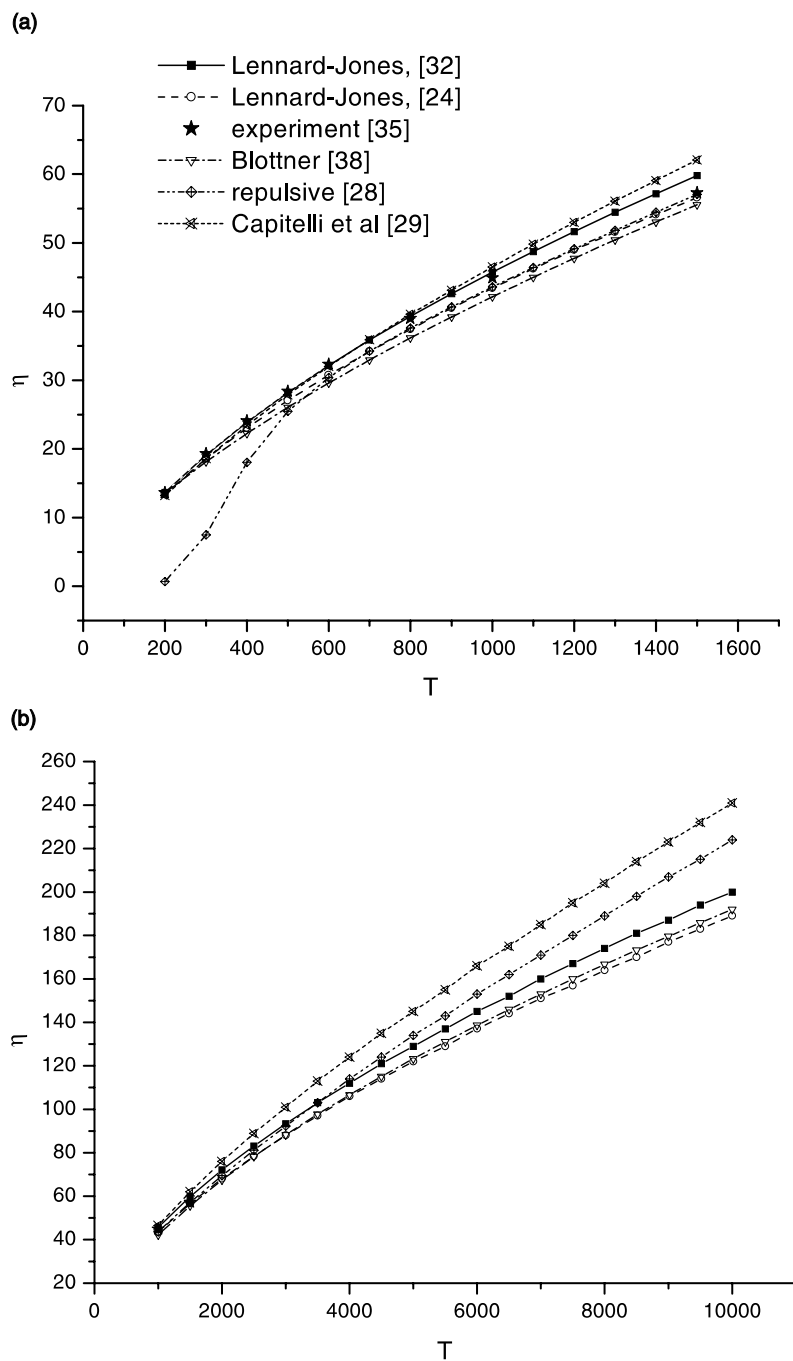 (a)
Lennard-Jones, [32]
Lennard-Jones, [24]
experiment [35]
Blottner [38]
repulsive [28]
Capitelli et al [29]
70
60
50
40
30
20
10
0
η
0 200 400 600 800 1000 1200 1400 1600
T
(b)
260
240
220
200
180
160
140
120
100
80
60
40
20
η
0 2000 4000 6000 8000 10000
T